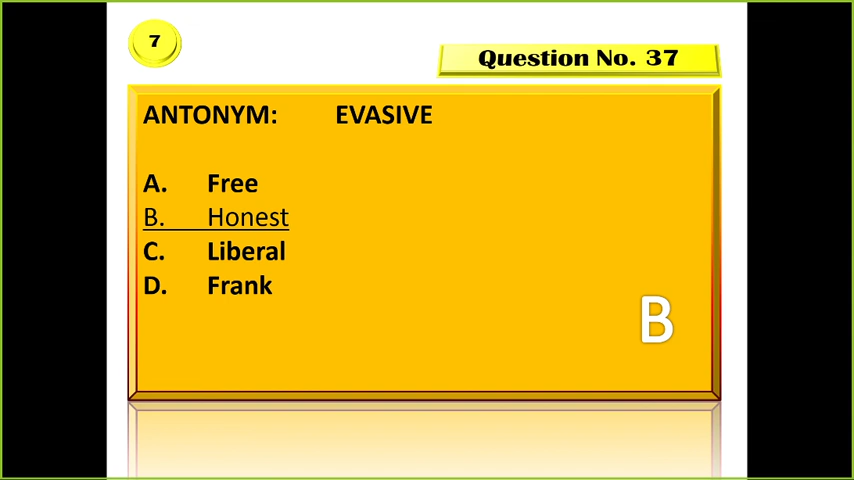 7
Question No. 37
ANTONYM: EVASIVE
A. Free
B. Honest
C. Liberal
D. Frank
B